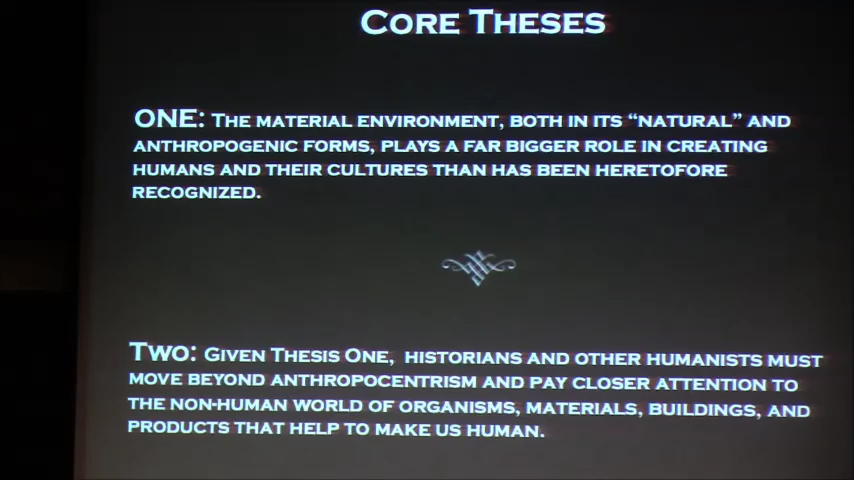 CORE THESES
ONE: THE MATERIAL ENVIRONMENT, BOTH IN ITS “NATURAL” AND
ANTHROPOGENIC FORMS, PLAYS A FAR BIGGER ROLE IN CREATING
HUMANS AND THEIR CULTURES THAN HAS BEEN HERETOFORE
RECOGNIZED.
TWO: GIVEN THESIS ONE, HISTORIANS AND OTHER HUMANISTS MUST
MOVE BEYOND ANTHROPOCENTRISM AND PAY CLOSER ATTENTION TO
THE NON-HUMAN WORLD OF ORGANISMS, MATERIALS, BUILDINGS, AND
PRODUCTS THAT HELP TO MAKE US HUMAN.